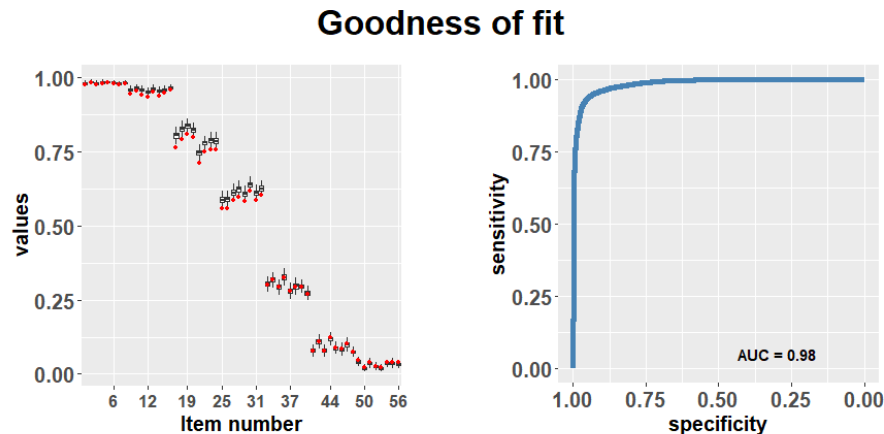 Goodness of fit
values
1.00
0.75
0.50
0.25
0.00
6 12 19 25 31 37 44 50 56
Item number
sensitivity
1.00
0.75
0.50
0.25
0.00
AUC = 0.98
1.00 0.75 0.50 0.25 0.00
specificity